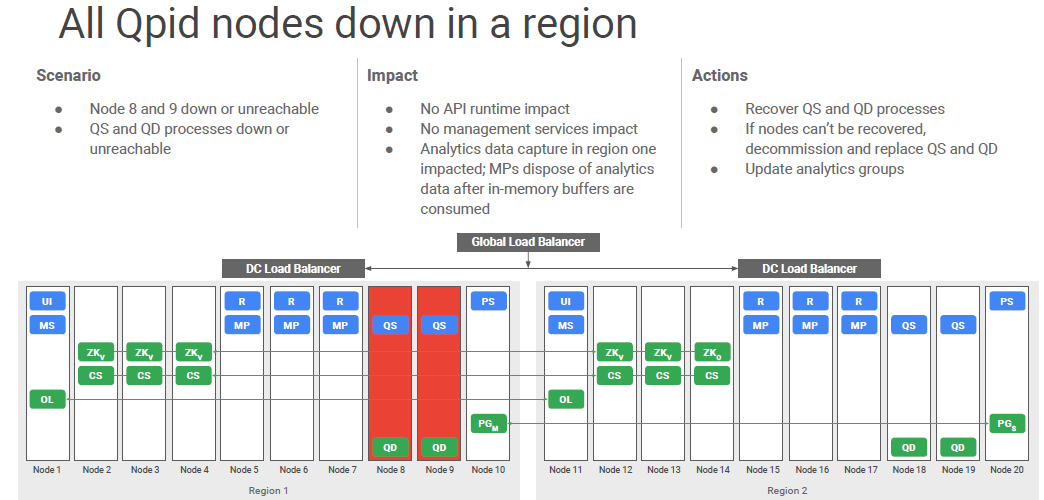 All Qpid nodes down in a region
Scenario
● Node 8 and 9 down or unreachable
● QS and QD processes down or
unreachable
Impact
● No API runtime impact
● No management services impact
● Analytics data capture in region one
impacted; MPs dispose of analytics
data after in-memory buffers are
consumed
Actions
● Recover QS and QD processes
● If nodes can't be recovered,
decommission and replace QS and QD
● Update analytics groups
Global Load Balancer
DC Load Balancer DC Load Balancer
UI R R R PS UI R R R PS
MS MP MP MP QS QS MS MP MP MP QS QS
ZKV ZKV ZKV ZKV ZKV ZKO
CS CS CS CS CS CS
OL OL
PGM PGS
QD QD QD QD
Node 1 Node 2 Node 3 Node 4 Node 5 Node 6 Node 7 Node 8 Node 9 Node 10 Node 11 Node 12 Node 13 Node 14 Node 15 Node 16 Node 17 Node 18 Node 19 Node 20
Region 1 Region 2